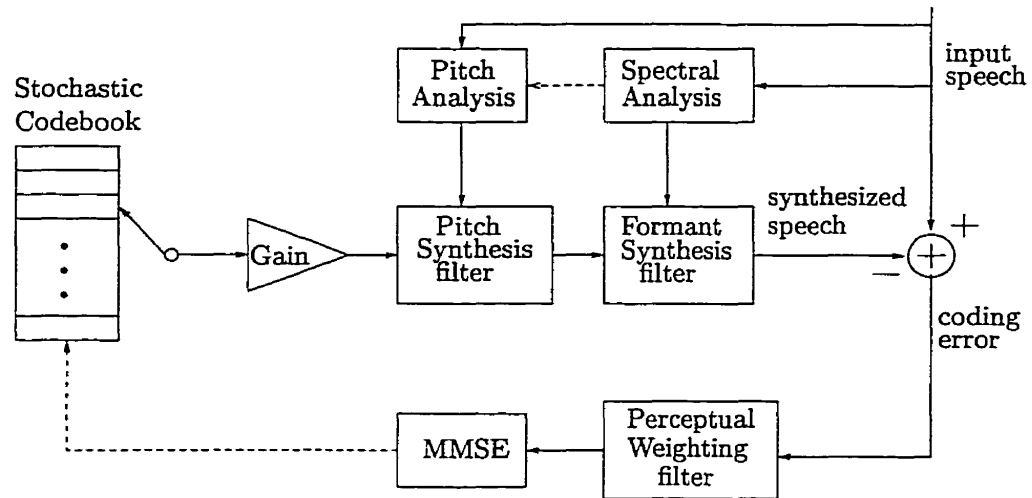 Pitch
Analysis
Spectral
Analysis
input
speech
Stochastic
Codebook
Gain
Pitch
Synthesis
filter
Formant
Synthesis
filter
synthesized
speech
+
+
−
coding
error
MMSE
Perceptual
Weighting
filter